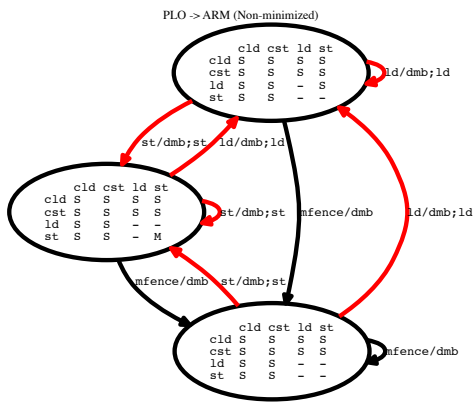 PLO -> ARM (Non-minimized)
cld cst ld st
cld S S S S
cst S S S S
ld S S - S
st S S - -
ld/dmb;ld
st/dmb;st
ld/dmb;ld
cld cst ld st
cld S S S S
cst S S S S
ld S S - -
st S S - M
st/dmb;st
mfence/dmb
ld/dmb;ld
mfence/dmb
st/dmb;st
cld cst ld st
cld S S S S
cst S S S S
ld S S - -
st S S - -
mfence/dmb